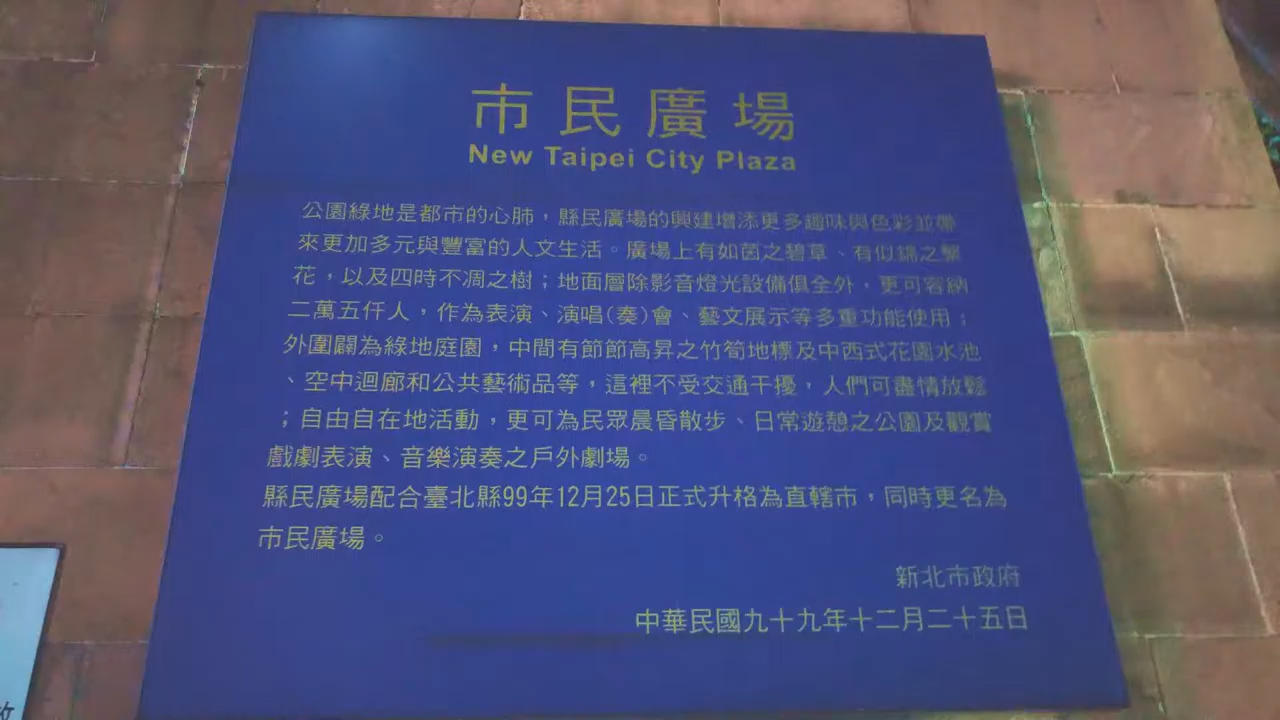 市民廣場
New Taipei City Plaza
公園綠地是都市的心肺，縣民廣場的興建增添更多趣味與色彩並帶
來更加多元與豐富的人文生活。廣場上有如茵之碧草、有似錦之繁
花，以及四時不凋之樹；地面層除影音燈光設備俱全外，更可容納
二萬五仟人，作為表演、演唱(奏)會、藝文展示等多重功能使用；
外圍闢為綠地庭園，中間有節節高昇之竹筍地標及中西式花園水池
、空中迴廊和公共藝術品等，這裡不受交通干擾，人們可盡情放鬆
；自由自在地活動，更可為民眾晨昏散步、日常遊憩之公園及觀賞
戲劇表演、音樂演奏之戶外劇場。
縣民廣場配合臺北縣99年12月25日正式升格為直轄市，同時更名為
市民廣場。
新北市政府
中華民國九十九年十二月二十五日